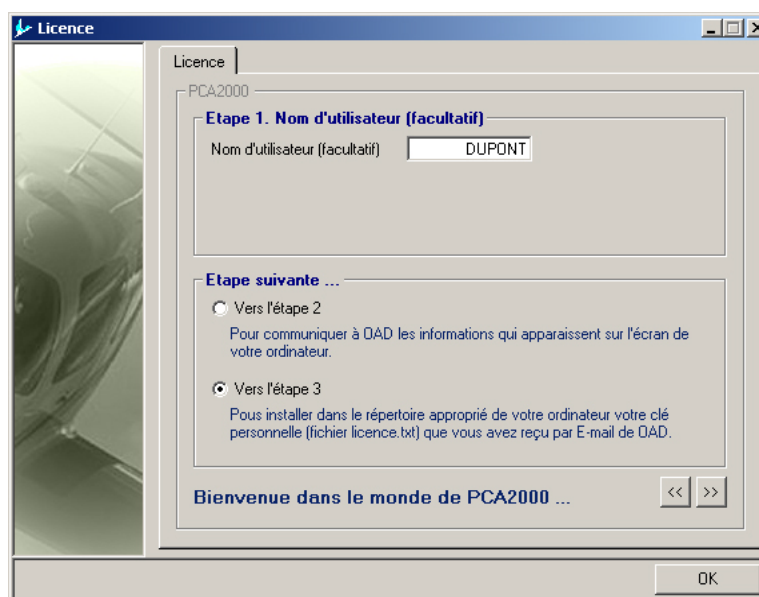 Licence
Licence
PCA2000
Etape 1. Nom d'utilisateur (facultatif)
Nom d'utilisateur (facultatif) DUPONT
Etape suivante ...
Vers l'étape 2
Pour communiquer à OAD les informations qui apparaissent sur l'écran de
votre ordinateur.
Vers l'étape 3
Pous installer dans le répertoire approprié de votre ordinateur votre clé
personnelle (fichier licence.txt) que vous avez reçu par E-mail de OAD.
Bienvenue dans le monde de PCA2000 ... << >>
OK